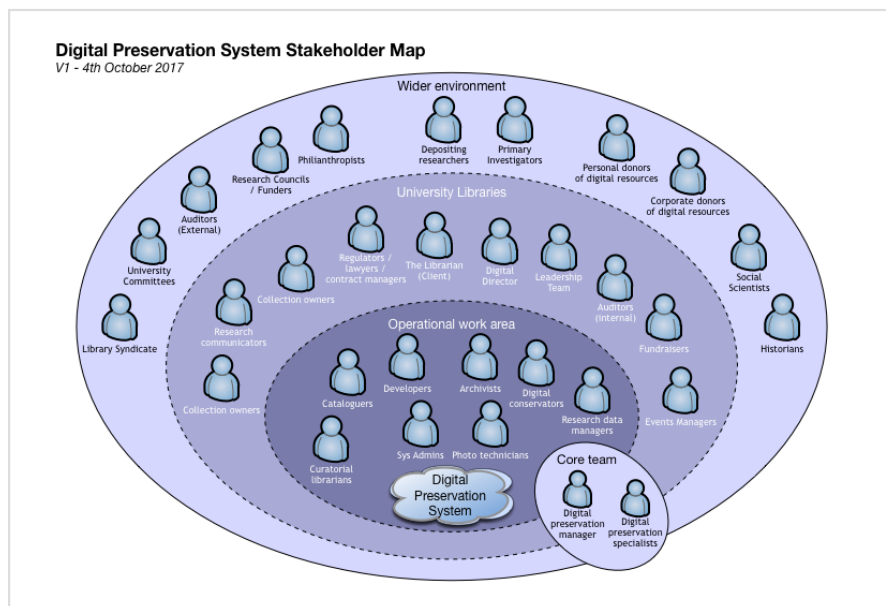 Digital Preservation System Stakeholder Map
V1 - 4th October 2017
Wider environment
Philianthropists
Depositing
researchers
Primary
Investigators
Research Councils
/ Funders
Personal donors
of digital resources
Auditors
(External)
Corporate donors
of digital resources
University
Committees
Social
Scientists
Library Syndicate
Historians
University Libraries
Regulators /
lawyers /
contract managers
The Librarian
(Client)
Digital
Director
Leadership
Team
Collection owners
Auditors
(Internal)
Research
communicators
Fundraisers
Collection owners
Events Managers
Operational work area
Developers
Archivists
Cataloguers
Digital
conservators
Research data
managers
Sys Admins
Photo technicians
Curatorial
librarians
Digital
Preservation
System
Core team
Digital
preservation
manager
Digital
preservation
specialists